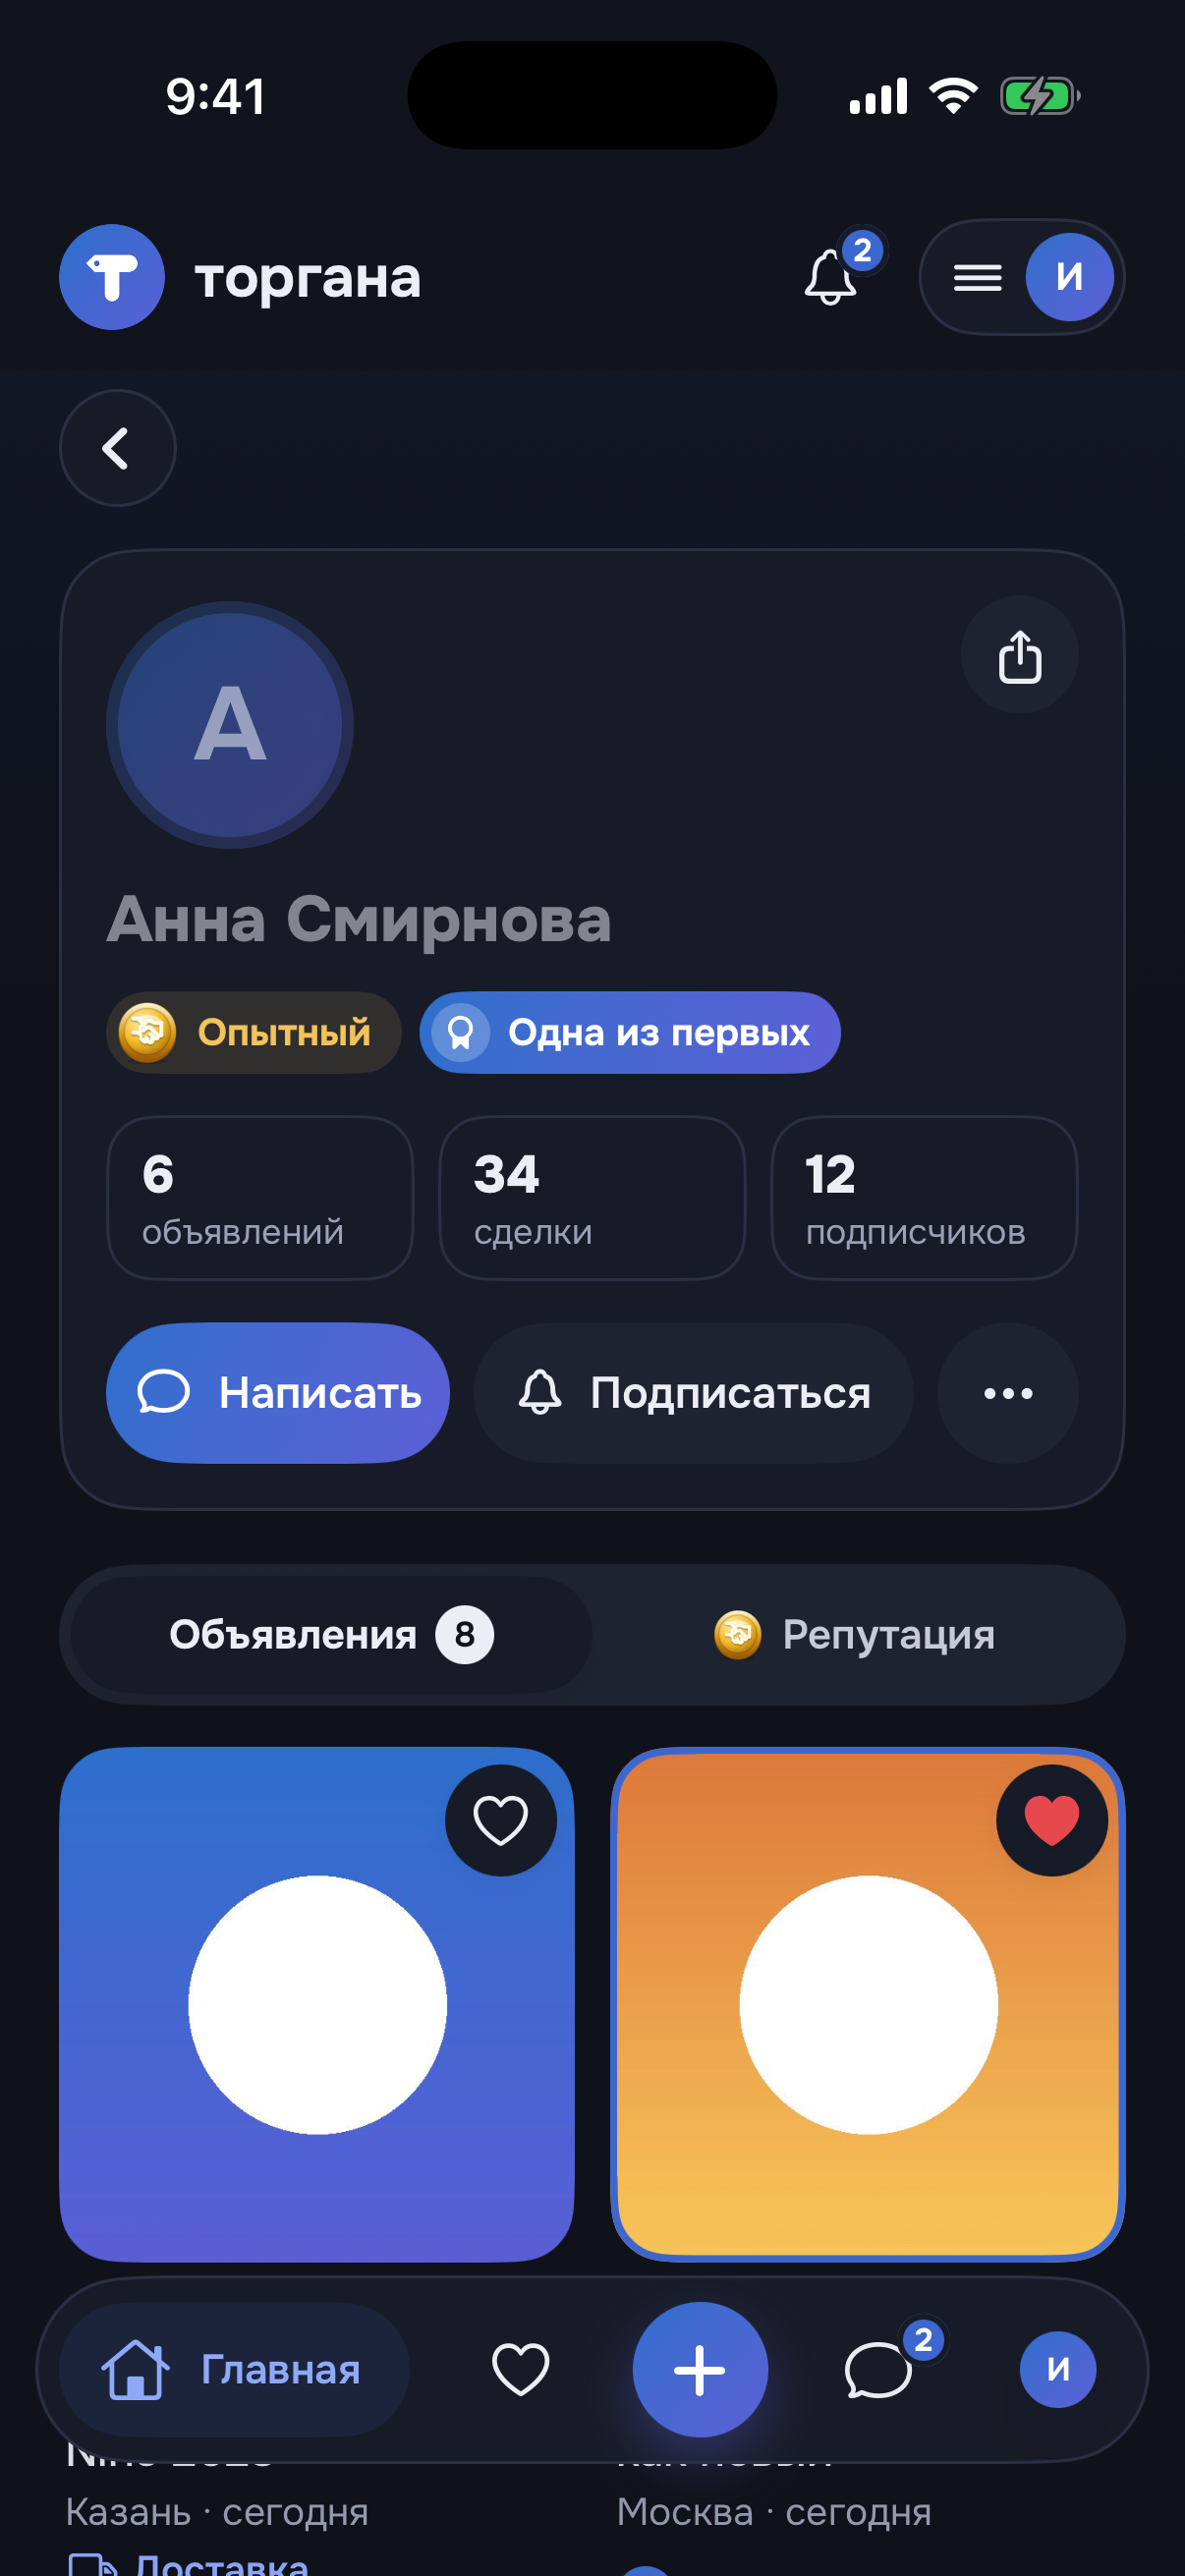 9:41
торгана
2
И
А
Анна Смирнова
Опытный
Одна из первых
6
объявлений
34
сделки
12
подписчиков
Написать
Подписаться
Объявления 8
Репутация
Главная
2
И
Казань · сегодня
Москва · сегодня
Доставка